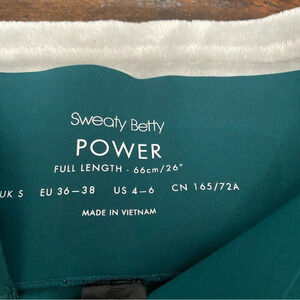 Sweaty Betty
POWER
FULL LENGTH - 66cm/26"
UK S EU 36–38 US 4–6 CN 165/72A
MADE IN VIETNAM